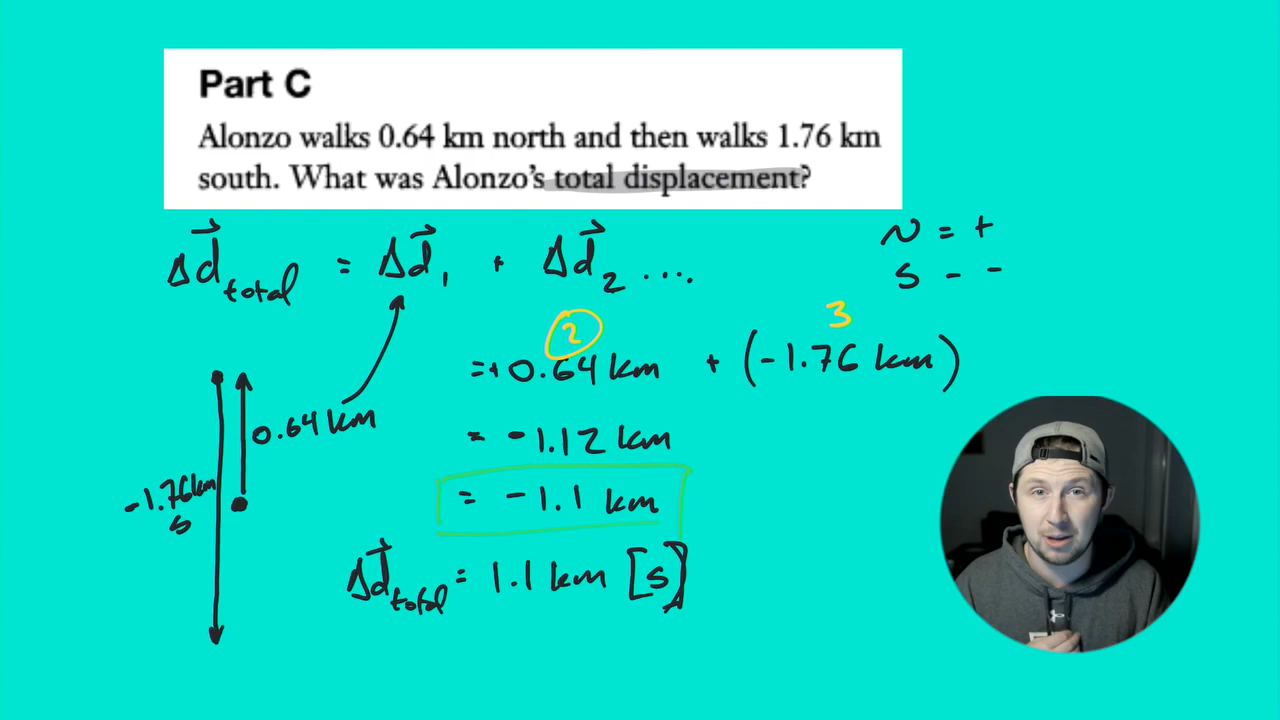 Part C
Alonzo walks 0.64 km north and then walks 1.76 km
south. What was Alonzo's total displacement?
Δd⃗total = Δd⃗1 + Δd⃗2 ....
N = +
S - -
2
3
=+0.64 km + (-1.76 km)
0.64 km
= -1.12 km
-1.76km
S
= -1.1 km
Δd⃗total = 1.1 km [S]